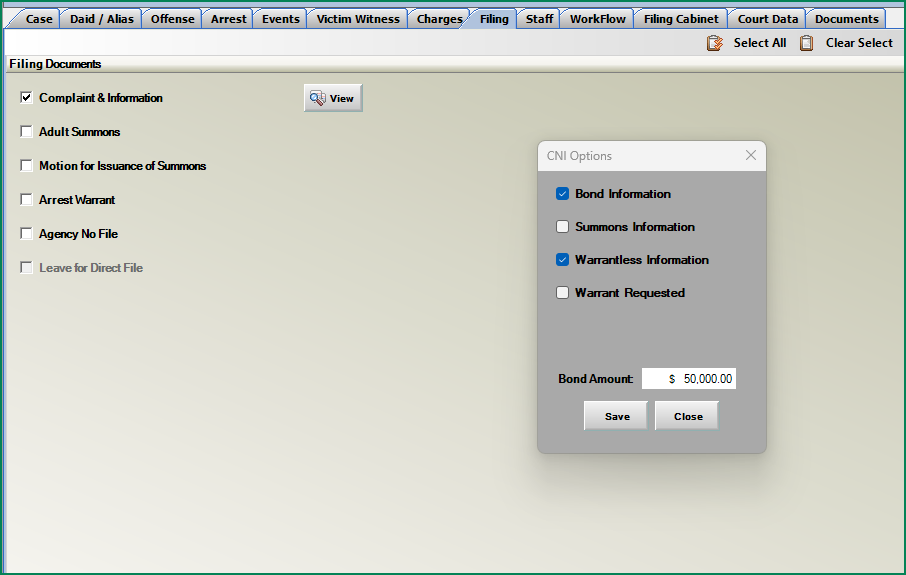 Case Daid / Alias Offense Arrest Events Victim Witness Charges Filing Staff WorkFlow Filing Cabinet Court Data Documents
Select All Clear Select
Filing Documents
Complaint & Information
View
Adult Summons
Motion for Issuance of Summons
Arrest Warrant
Agency No File
Leave for Direct File
CNI Options
Bond Information
Summons Information
Warrantless Information
Warrant Requested
Bond Amount: $ 50,000.00
Save Close